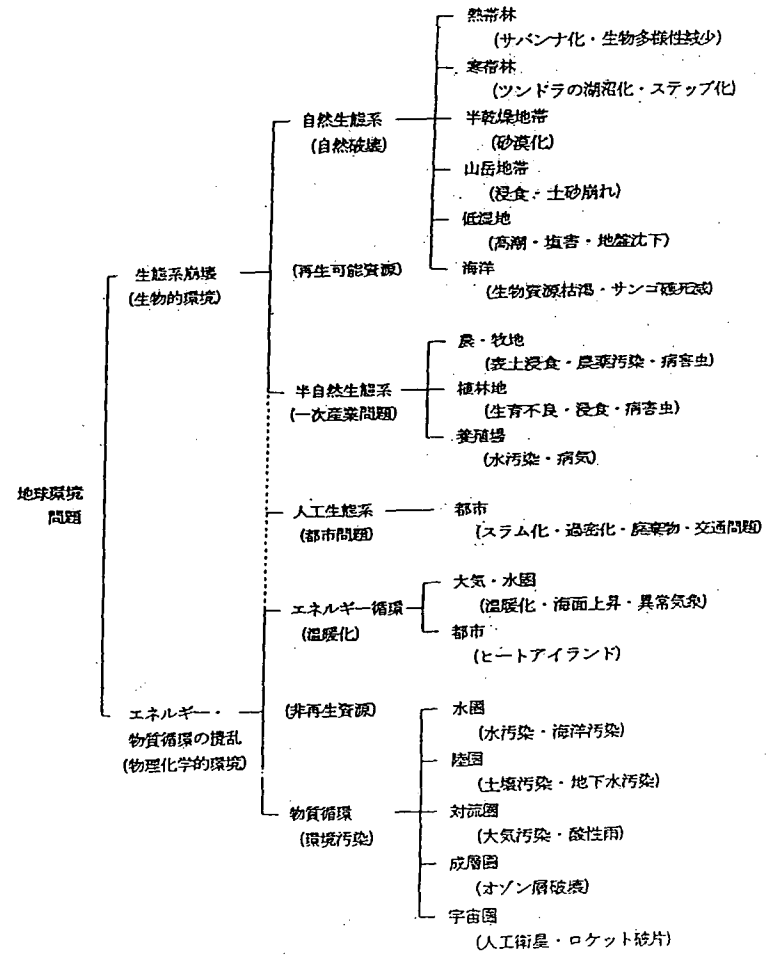 熱帯林
(サバンナ化・生物多様性減少)
寒帯林
(ツンドラの湖沼化・ステップ化)
自然生態系
半乾燥地帯
(自然破壊)
(砂漠化)
山岳地帯
(浸食・土砂崩れ)
低湿地
(高潮・塩害・地盤沈下)
生態系崩壊
(再生可能資源)
海洋
(生物的環境)
(生物資源枯渇・サンゴ礁死滅)
農・牧地
(表土浸食・農薬汚染・病害虫)
半自然生態系
植林地
(一次産業問題)
(生育不良・浸食・病害虫)
養殖場
(水汚染・病気)
地球環境
問題
人工生態系
都市
(都市問題)
(スラム化・過密化・廃棄物・交通問題)
大気・水圏
エネルギー循環
(温暖化・海面上昇・異常気象)
(温暖化)
都市
(ヒートアイランド)
エネルギー・
物質循環の撹乱
(物理化学的環境)
(非再生資源)
水圏
(水汚染・海洋汚染)
陸圏
(土壌汚染・地下水汚染)
物質循環
対流圏
(環境汚染)
(大気汚染・酸性雨)
成層圏
(オゾン層破壊)
宇宙圏
(人工衛星・ロケット破片)